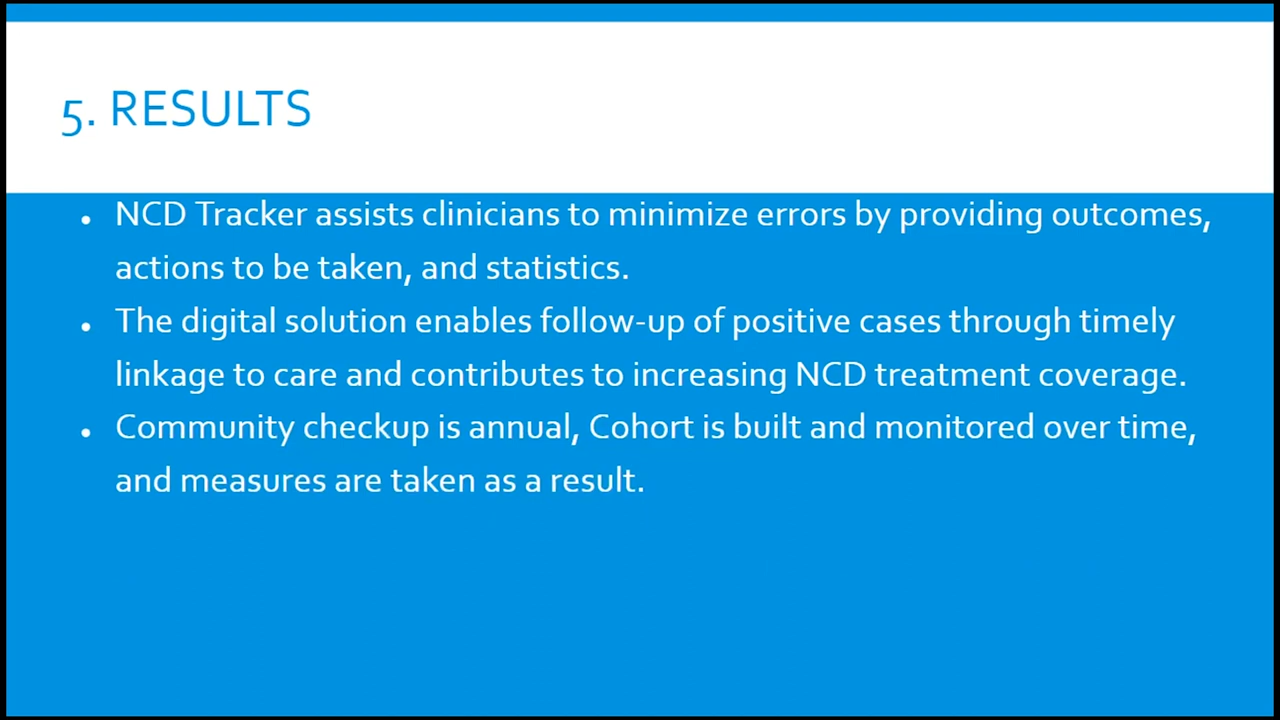 5. RESULTS
• NCD Tracker assists clinicians to minimize errors by providing outcomes,
actions to be taken, and statistics.
• The digital solution enables follow-up of positive cases through timely
linkage to care and contributes to increasing NCD treatment coverage.
• Community checkup is annual, Cohort is built and monitored over time,
and measures are taken as a result.